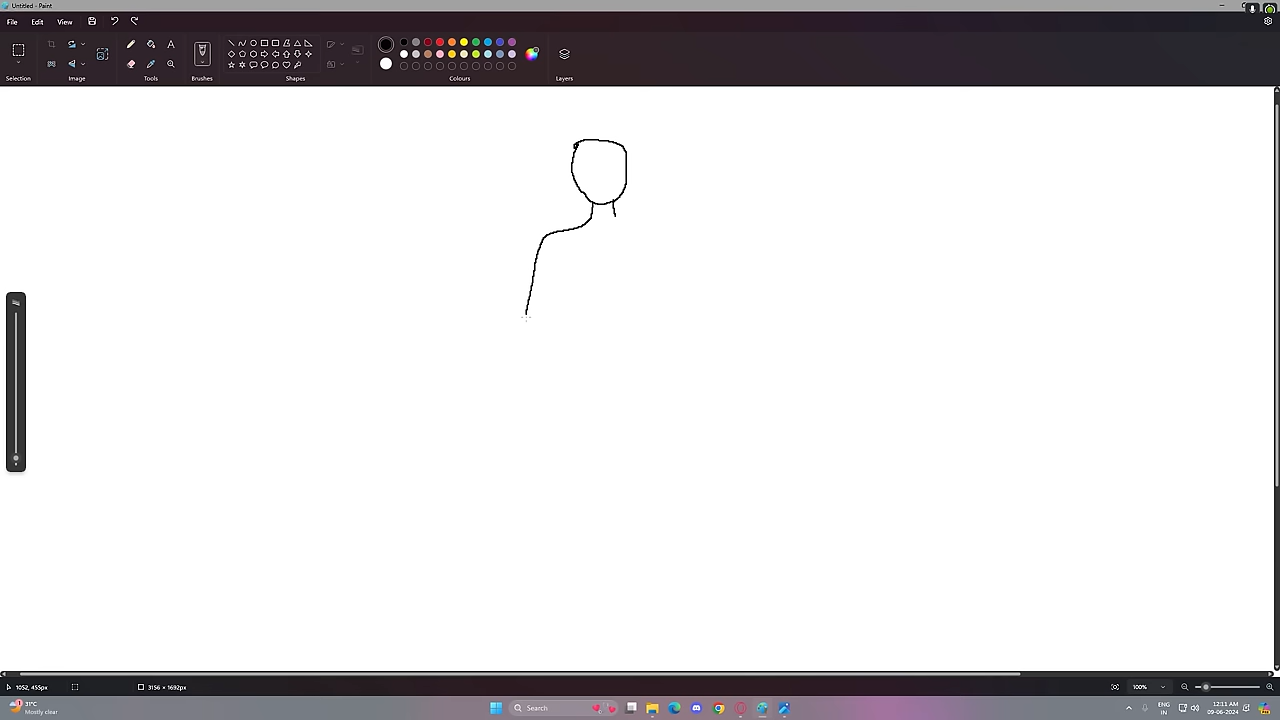 Untitled - Paint
File Edit View
Selection Image Tools Brushes Shapes Colours Layers
1052, 455px 3156 × 1692px 100%
31°C
Mostly clear
Search
ENG
IN
12:11 AM
09-06-2024